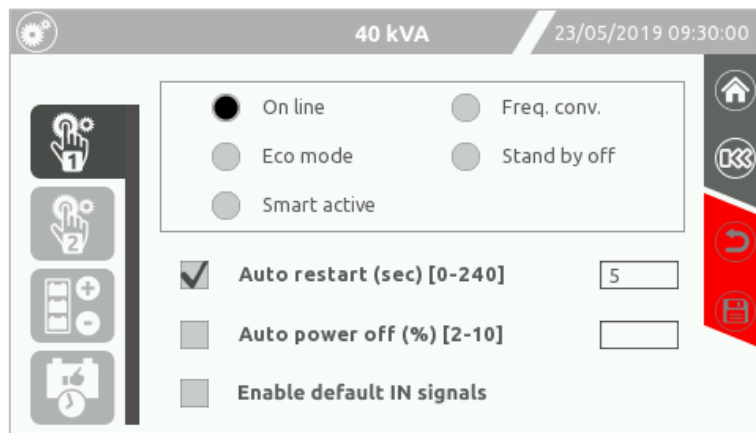 40 kVA
23/05/2019 09:30:00
On line
Freq. conv.
Eco mode
Stand by off
Smart active
1
2
Auto restart (sec) [0-240]
5
Auto power off (%) [2-10]
Enable default IN signals